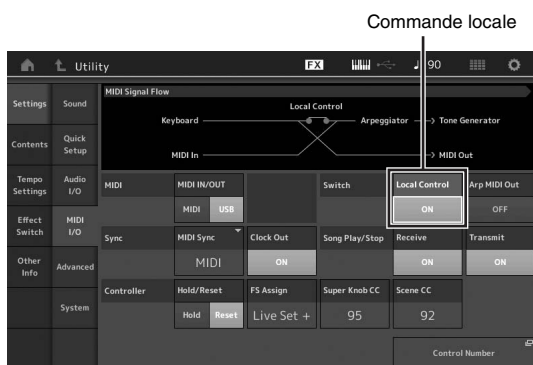 Commande locale
Utility
FX
♩ 90
Settings
Sound
Contents
Quick Setup
Tempo Settings
Audio I/O
Effect Switch
MIDI I/O
Other Info
Advanced
System
MIDI Signal Flow
Local Control
Keyboard
Arpeggiator
Tone Generator
MIDI In
MIDI Out
MIDI
MIDI IN/OUT
MIDI
USB
Switch
Local Control
ON
Arp MIDI Out
OFF
Sync
MIDI Sync
MIDI
Clock Out
ON
Song Play/Stop
Receive
ON
Transmit
ON
Controller
Hold/Reset
Hold
Reset
FS Assign
Live Set +
Super Knob CC
95
Scene CC
92
Control Number